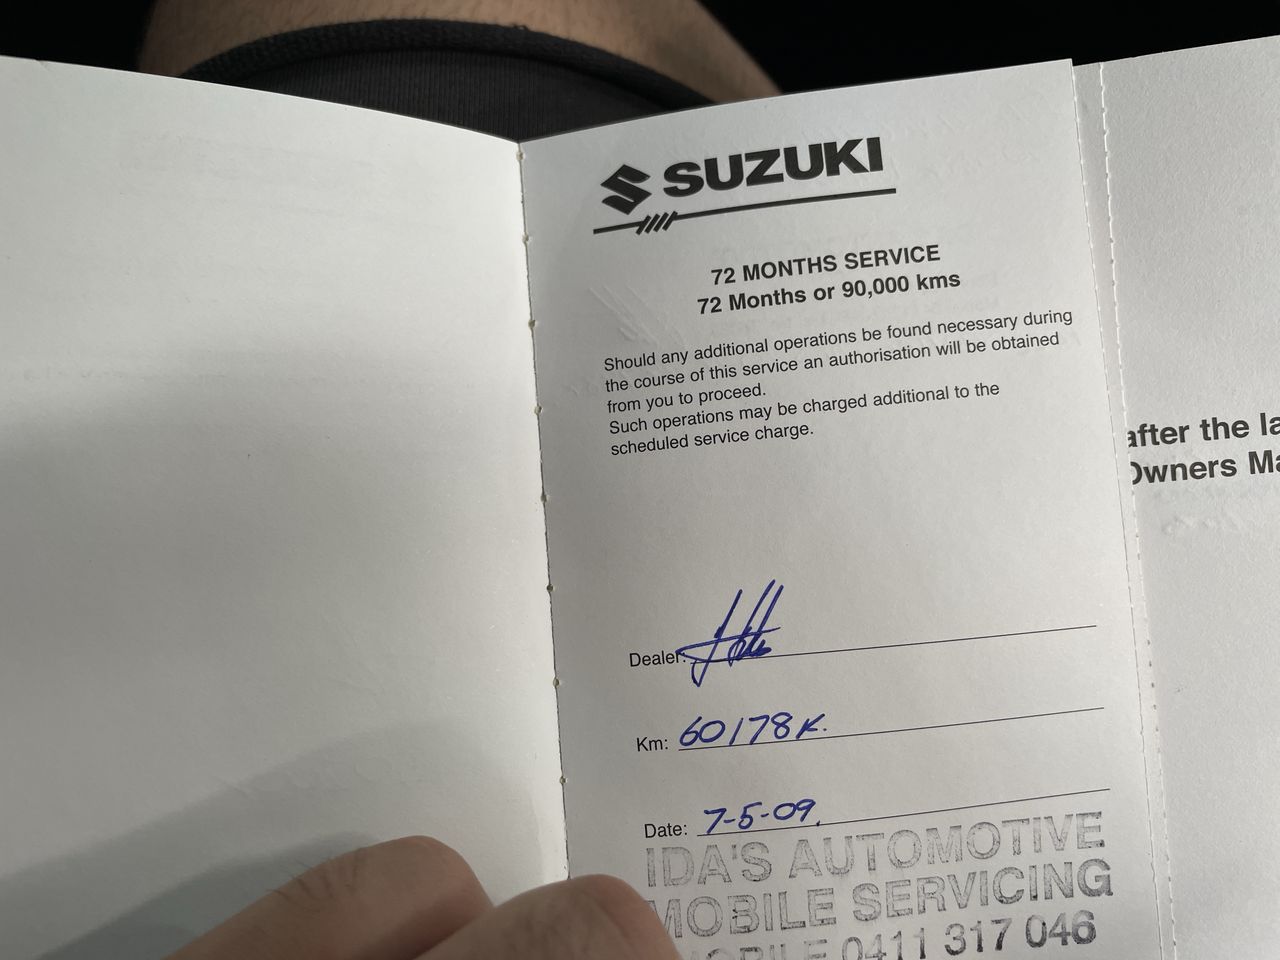 SUZUKI
72 MONTHS SERVICE
72 Months or 90,000 kms
Should any additional operations be found necessary during
the course of this service an authorisation will be obtained
from you to proceed.
Such operations may be charged additional to the
scheduled service charge.
after the la
Owners Ma
Dealer:
Km: 60178K.
Date: 7-5-09.
IDA'S AUTOMOTIVE
MOBILE SERVICING
MOBILE 0411 317 046